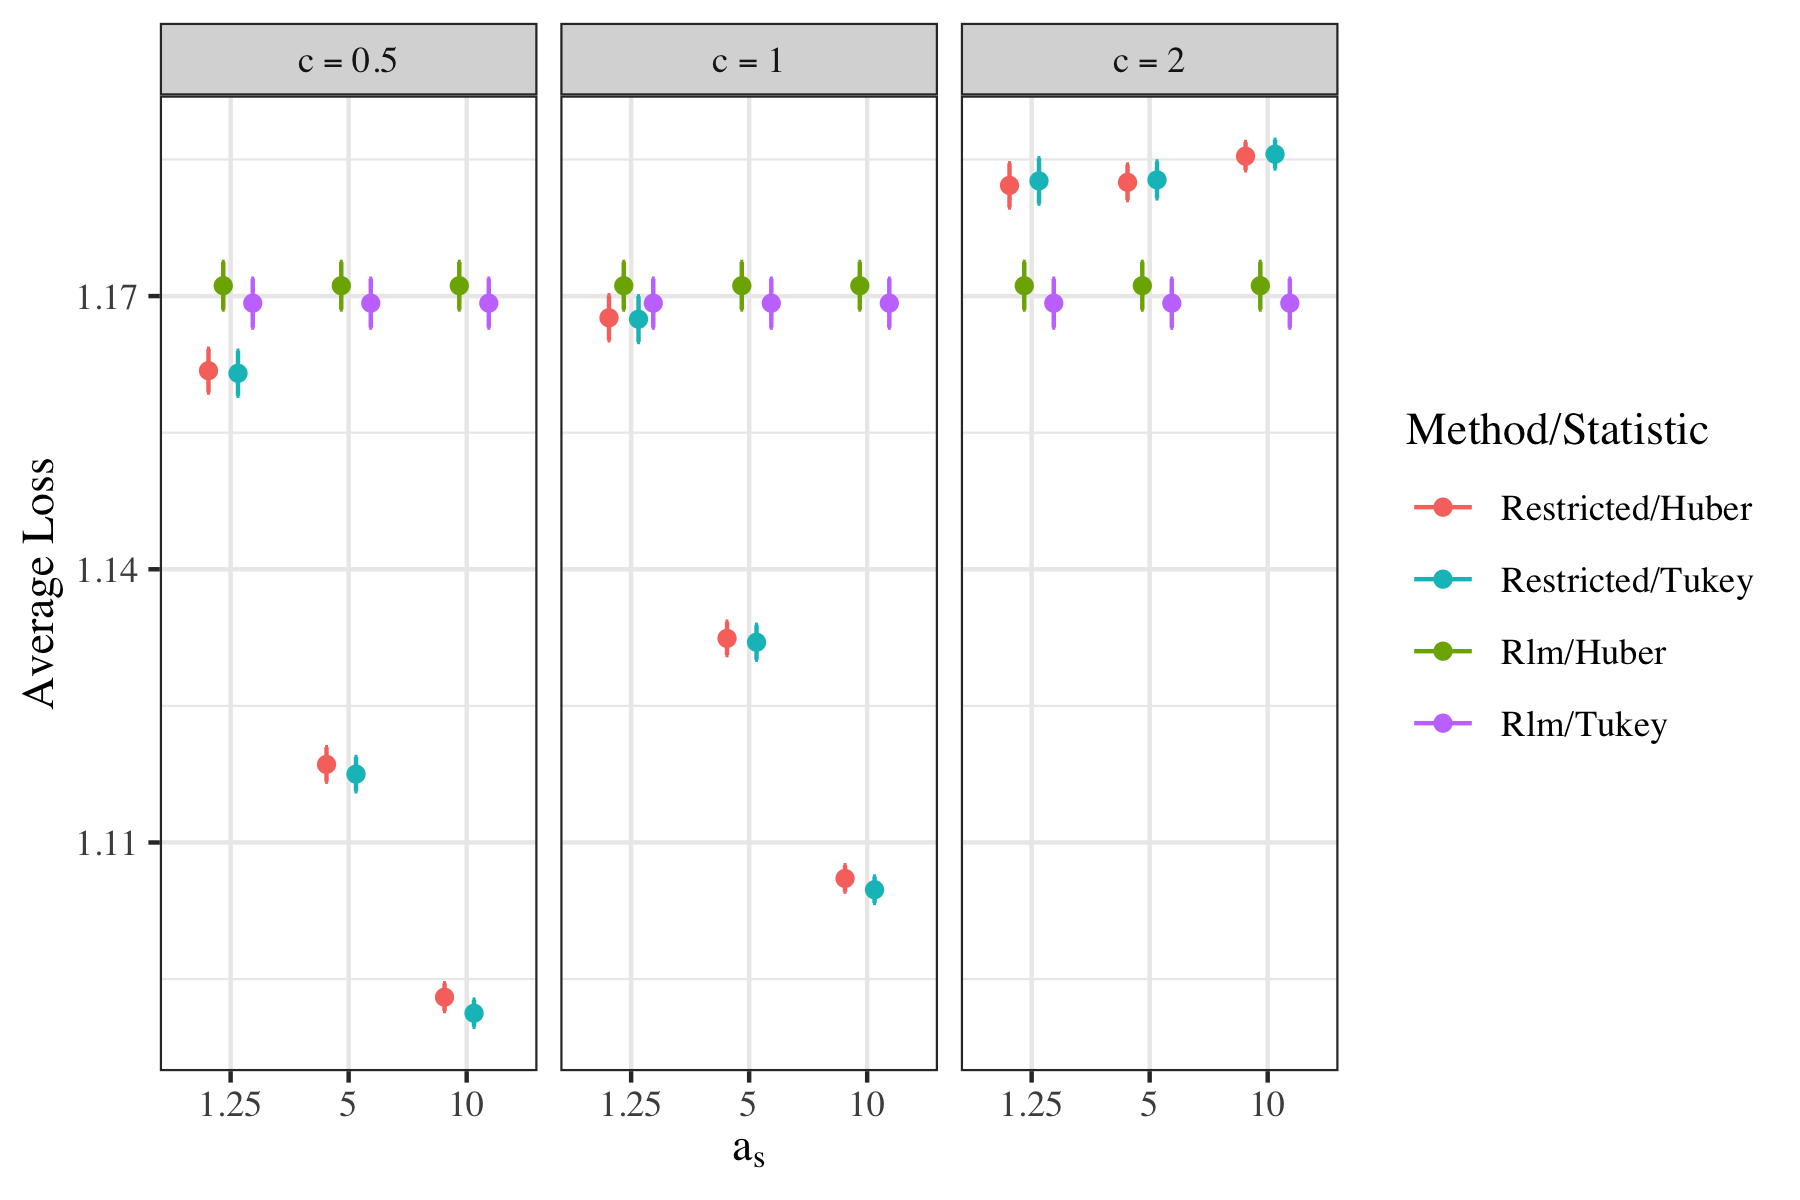 c = 0.5
c = 1
c = 2
Average Loss
1.17
1.14
1.11
1.25 5 10
1.25 5 10
1.25 5 10
aₛ
Method/Statistic
Restricted/Huber
Restricted/Tukey
Rlm/Huber
Rlm/Tukey